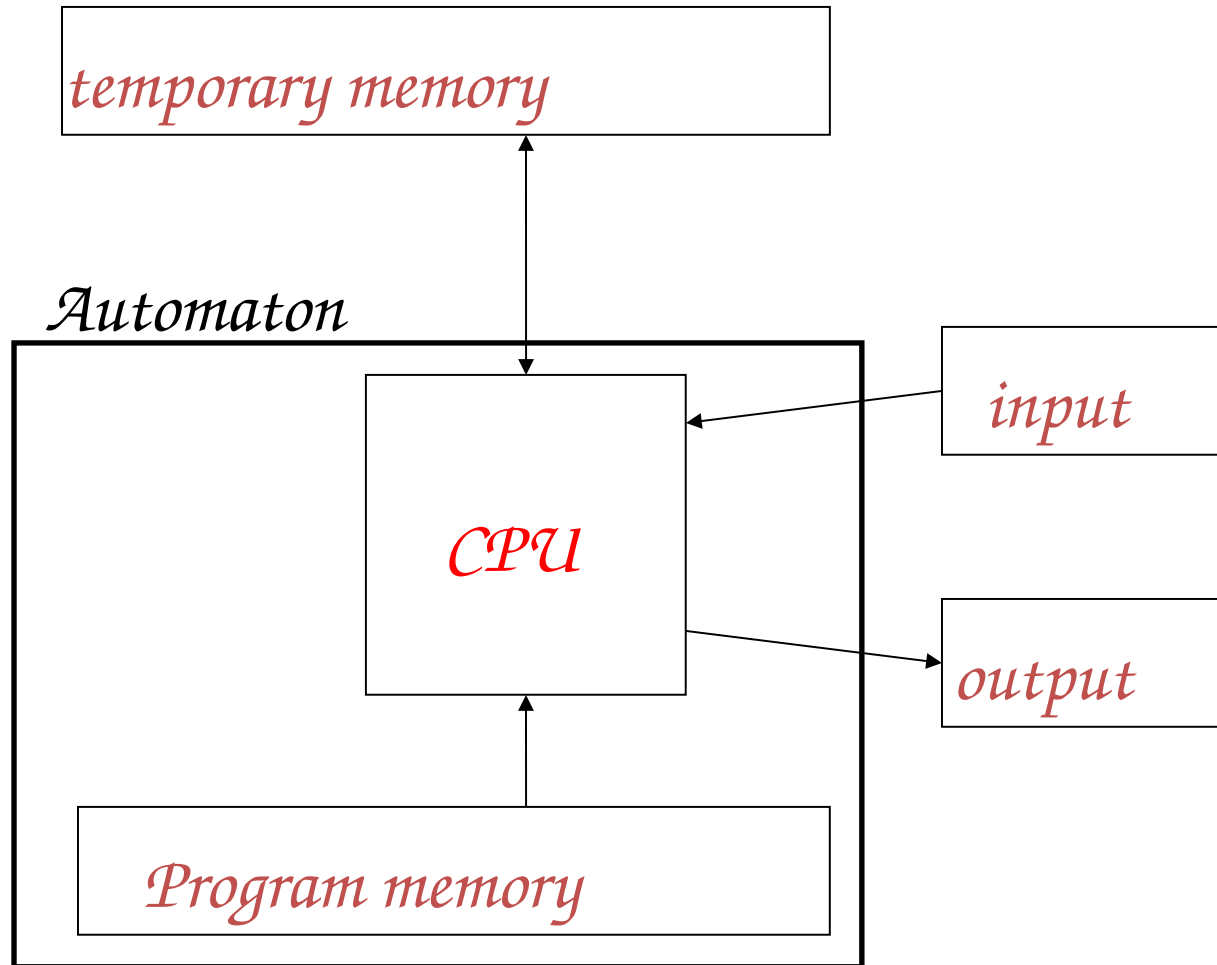 temporary memory
Automaton
input
CPU
output
Program memory